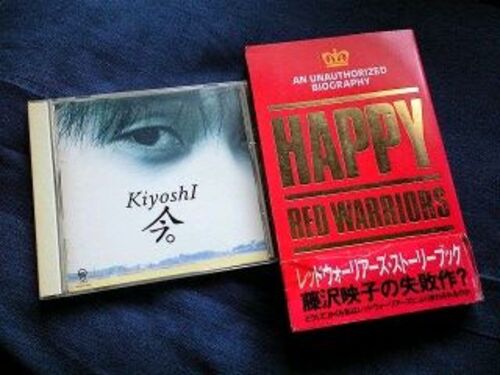 KiyoshI
今。
AN UNAUTHORIZED
BIOGRAPHY
HAPPY
RED WARRIORS
レッドウォーリアーズ・ストーリーブック
藤沢映子の失敗作?